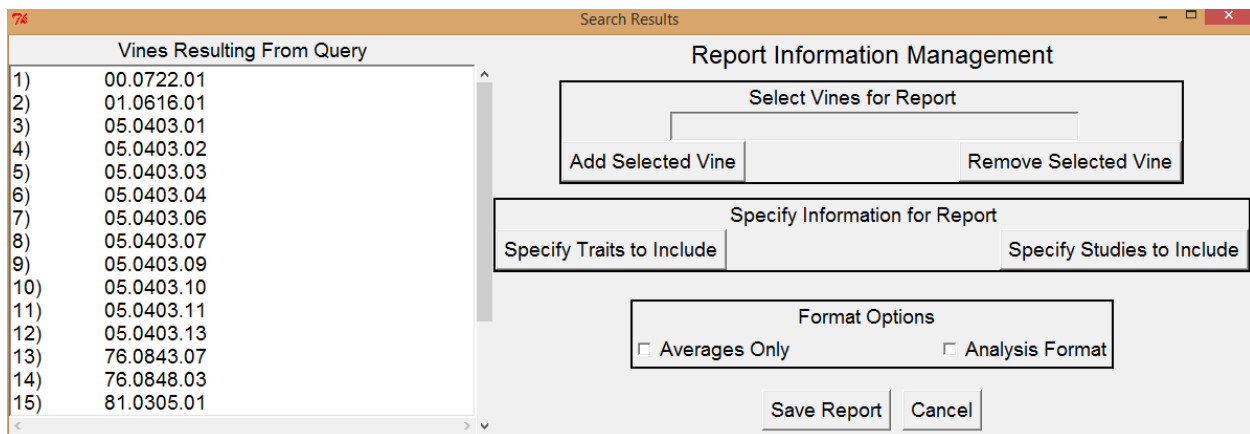 Search Results
Vines Resulting From Query
1) 00.0722.01
2) 01.0616.01
3) 05.0403.01
4) 05.0403.02
5) 05.0403.03
6) 05.0403.04
7) 05.0403.06
8) 05.0403.07
9) 05.0403.09
10) 05.0403.10
11) 05.0403.11
12) 05.0403.13
13) 76.0843.07
14) 76.0848.03
15) 81.0305.01
Report Information Management
Select Vines for Report
Add Selected Vine Remove Selected Vine
Specify Information for Report
Specify Traits to Include Specify Studies to Include
Format Options
Averages Only Analysis Format
Save Report Cancel